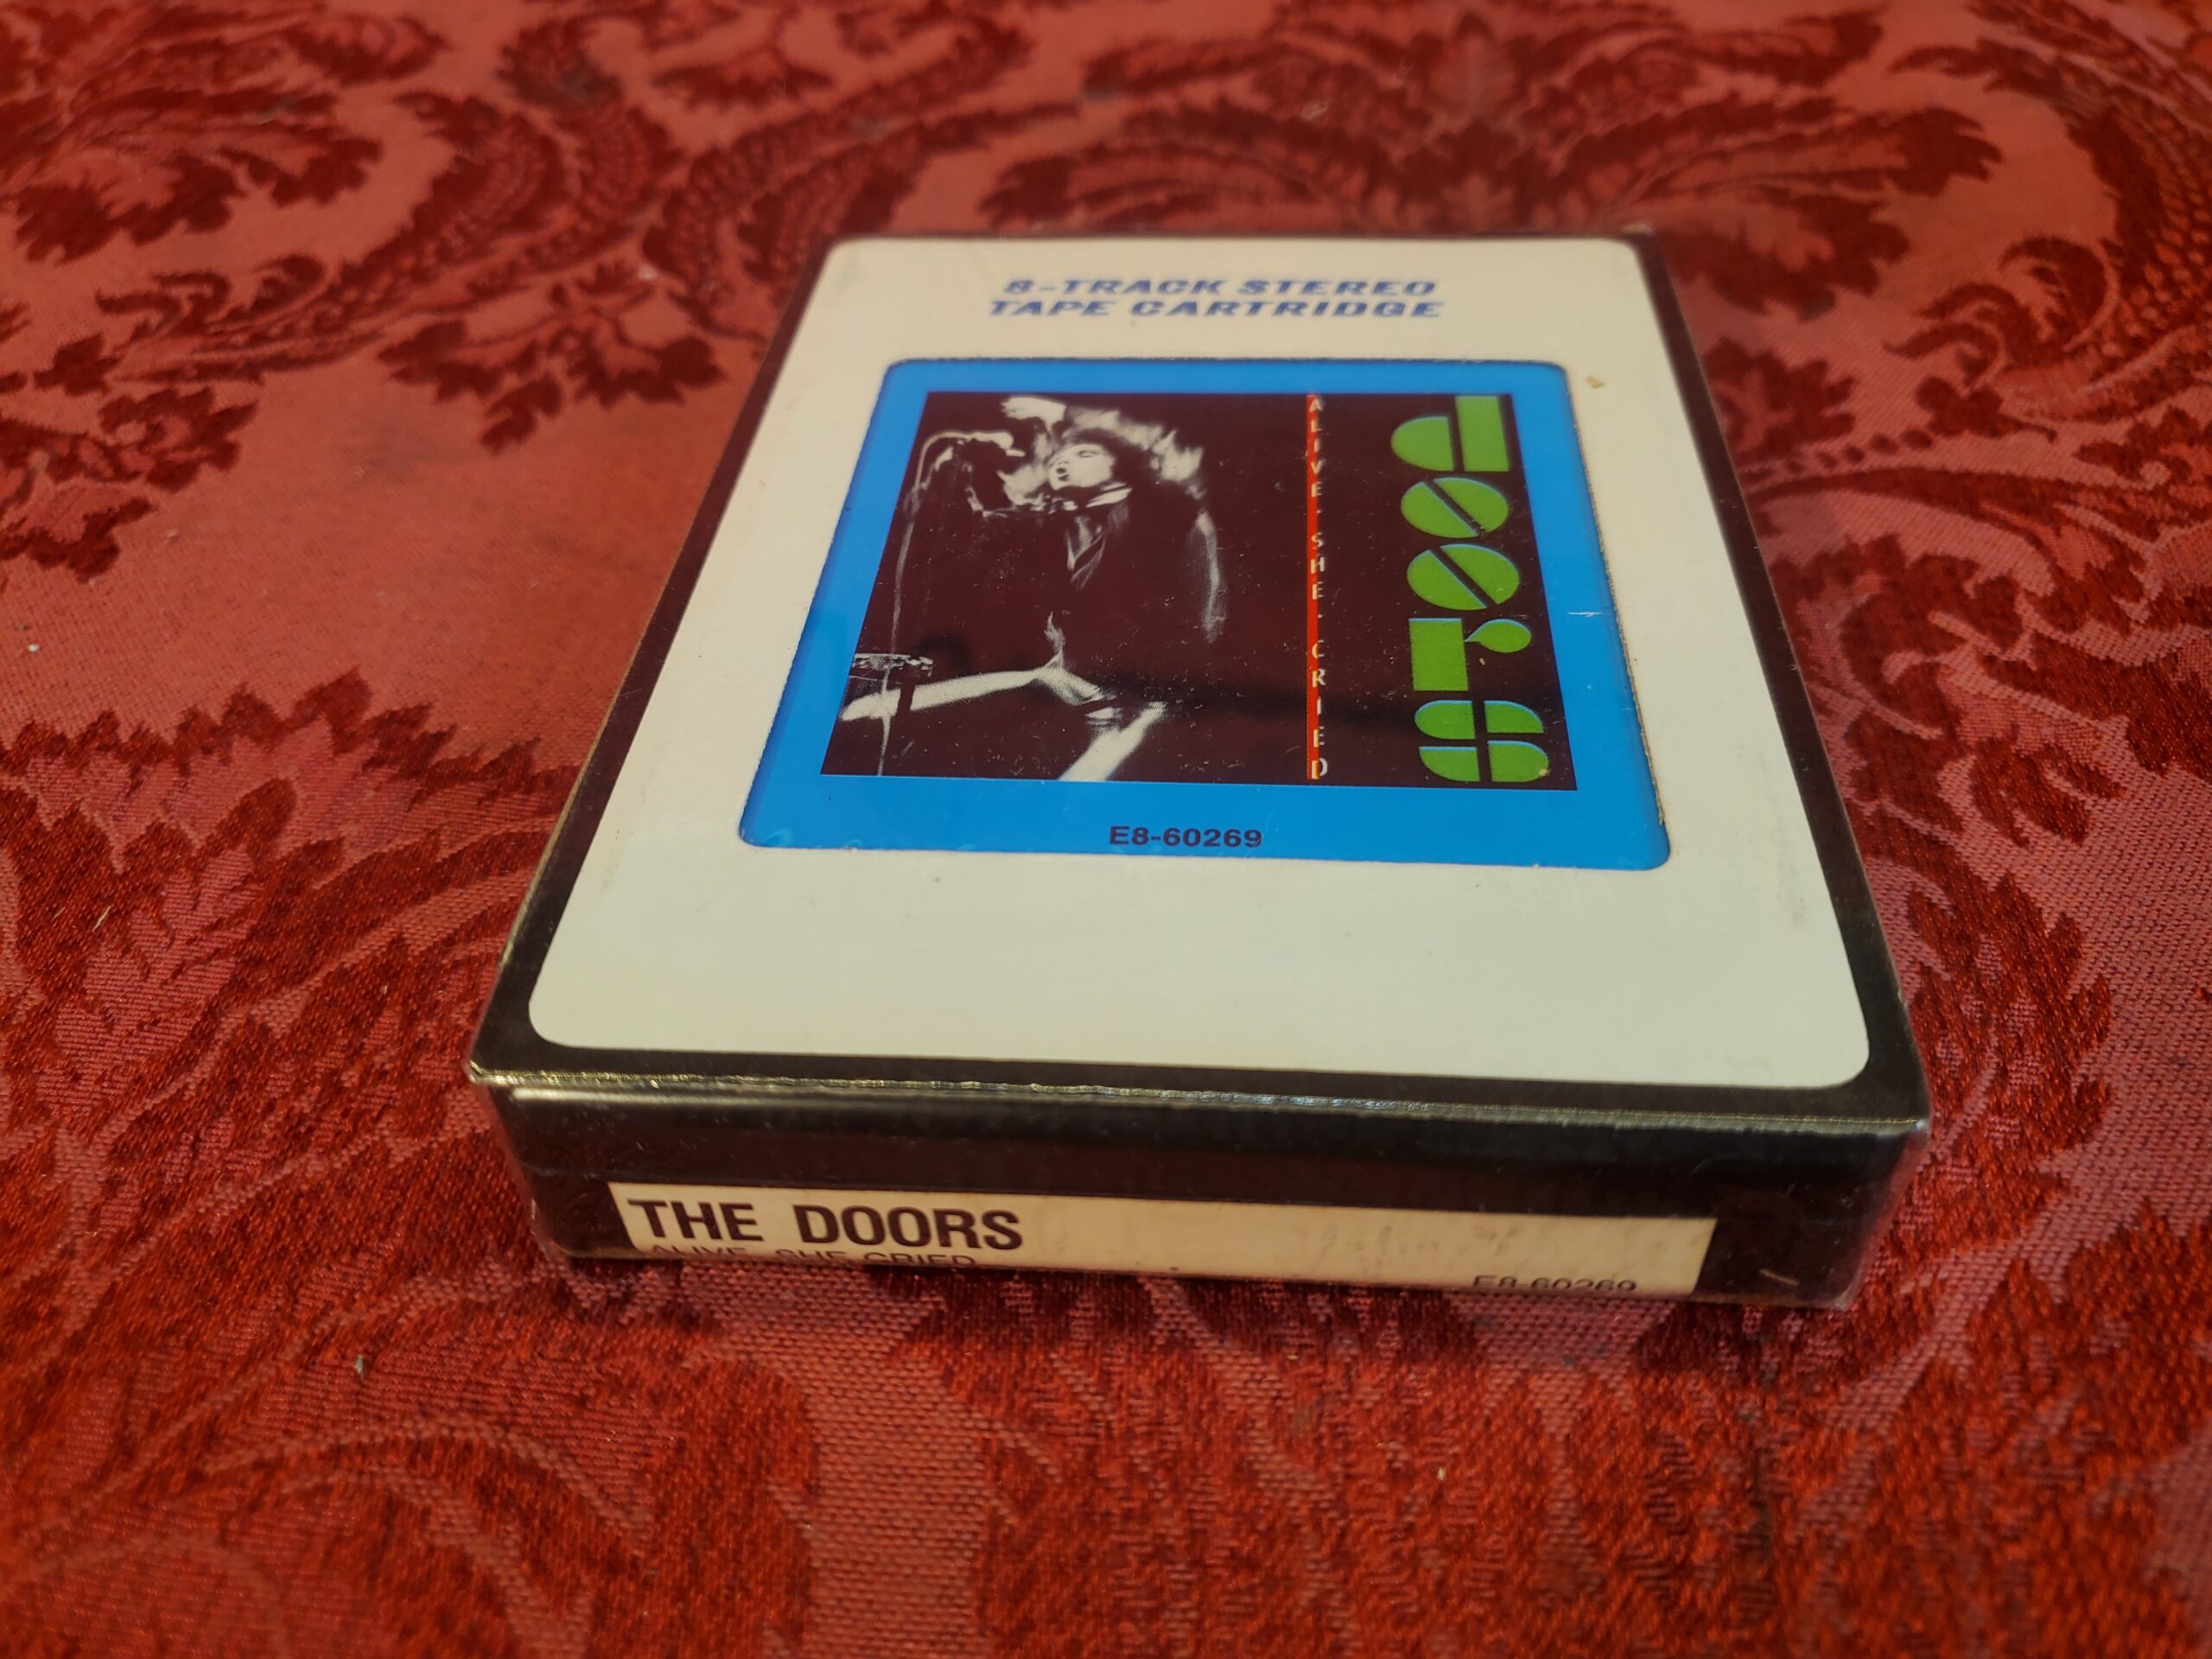 8-TRACK STEREO
TAPE CARTRIDGE
ALIVE·SHE·CRIED
doors
E8-60269
THE DOORS
ALIVE, SHE CRIED
E8-60269